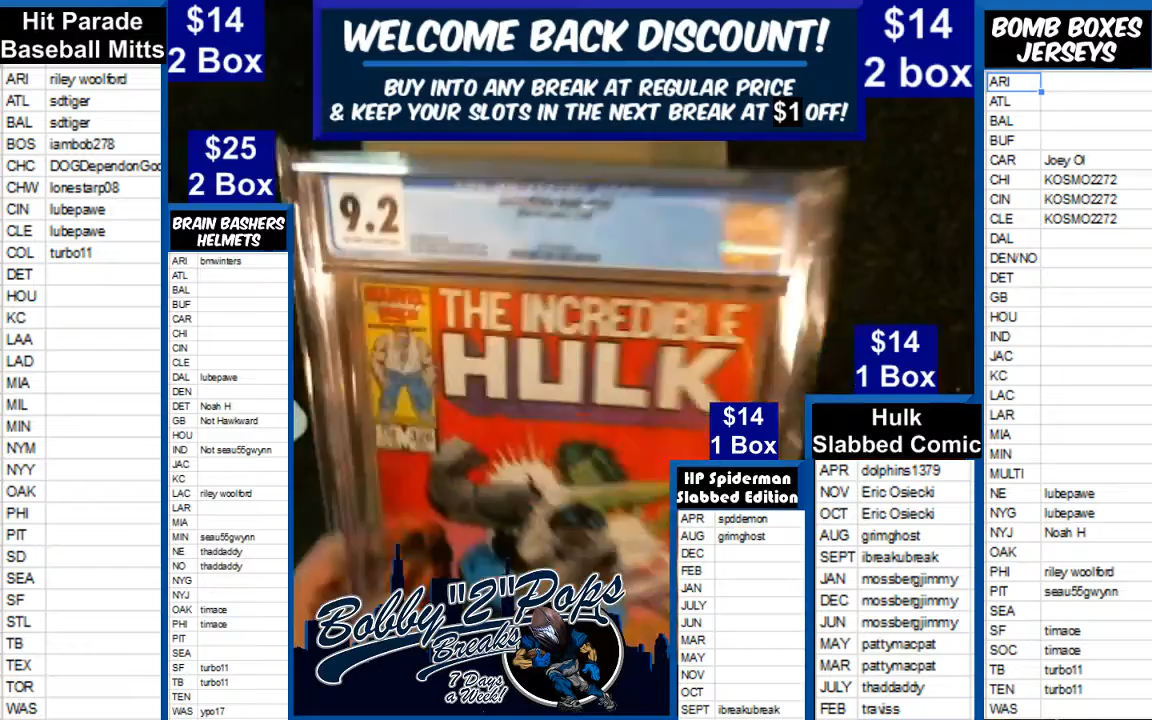 Hit Parade
Baseball Mitts
ARI riley woolford
ATL sdtiger
BAL sdtiger
BOS iambob278
CHC DOGDependonGod
CHW lonestarp08
CIN lubepawe
CLE lubepawe
COL turbo11
DET
HOU
KC
LAA
LAD
MIA
MIL
MIN
NYM
NYY
OAK
PHI
PIT
SD
SEA
SF
STL
TB
TEX
TOR
WAS
$14
2 Box
$25
2 Box
BRAIN BASHERS
HELMETS
ARI bmwinters
ATL
BAL
BUF
CAR
CHI
CIN
CLE
DAL lubepawe
DEN
DET Noah H
GB Not Hawkward
HOU
IND Not seau55gwynn
JAC
KC
LAC riley woolford
LAR
MIA
MIN seau55gwynn
NE thaddaddy
NO thaddaddy
NYG
NYJ
OAK timace
PHI timace
PIT
SEA
SF turbo11
TB turbo11
TEN
WAS ypo17
WELCOME BACK DISCOUNT!
BUY INTO ANY BREAK AT REGULAR PRICE
& KEEP YOUR SLOTS IN THE NEXT BREAK AT $1 OFF!
9.2
THE INCREDIBLE
HULK
Bobby "2" Pops
Breaks
7 Days
a Week!
$14
2 box
$14
1 Box
HP Spiderman
Slabbed Edition
APR spddemon
AUG grimghost
DEC
FEB
JAN
JULY
JUN
MAR
MAY
NOV
OCT
SEPT ibreakubreak
$14
1 Box
Hulk
Slabbed Comic
APR dolphins1379
NOV Eric Osiecki
OCT Eric Osiecki
AUG grimghost
SEPT ibreakubreak
JAN mossbergjimmy
DEC mossbergjimmy
JUN mossbergjimmy
MAY pattymacpat
MAR pattymacpat
JULY thaddaddy
FEB traviss
BOMB BOXES
JERSEYS
ARI
ATL
BAL
BUF
CAR Joey Ol
CHI KOSMO2272
CIN KOSMO2272
CLE KOSMO2272
DAL
DEN/NO
DET
GB
HOU
IND
JAC
KC
LAC
LAR
MIA
MIN
MULTI
NE lubepawe
NYG lubepawe
NYJ Noah H
OAK
PHI riley woolford
PIT seau55gwynn
SEA
SF timace
SOC timace
TB turbo11
TEN turbo11
WAS